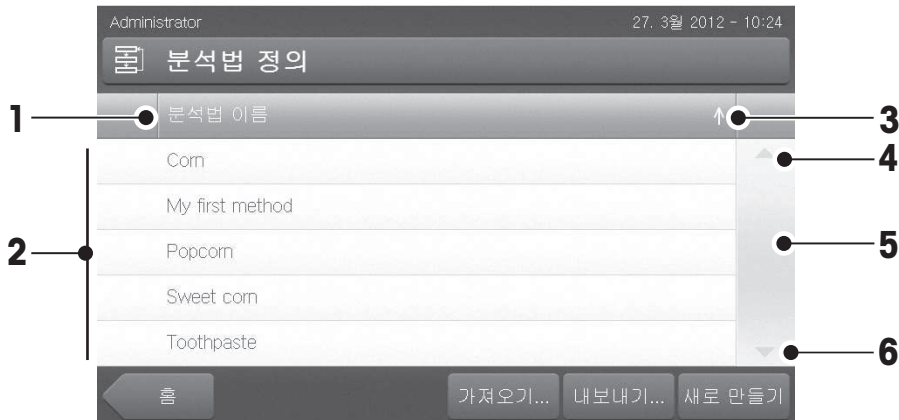 Administrator 27. 3월 2012 - 10:24
분석법 정의
1 분석법 이름 3
Corn 4
My first method
2 Popcorn 5
Sweet corn
Toothpaste 6
홈 가져오기... 내보내기... 새로 만들기